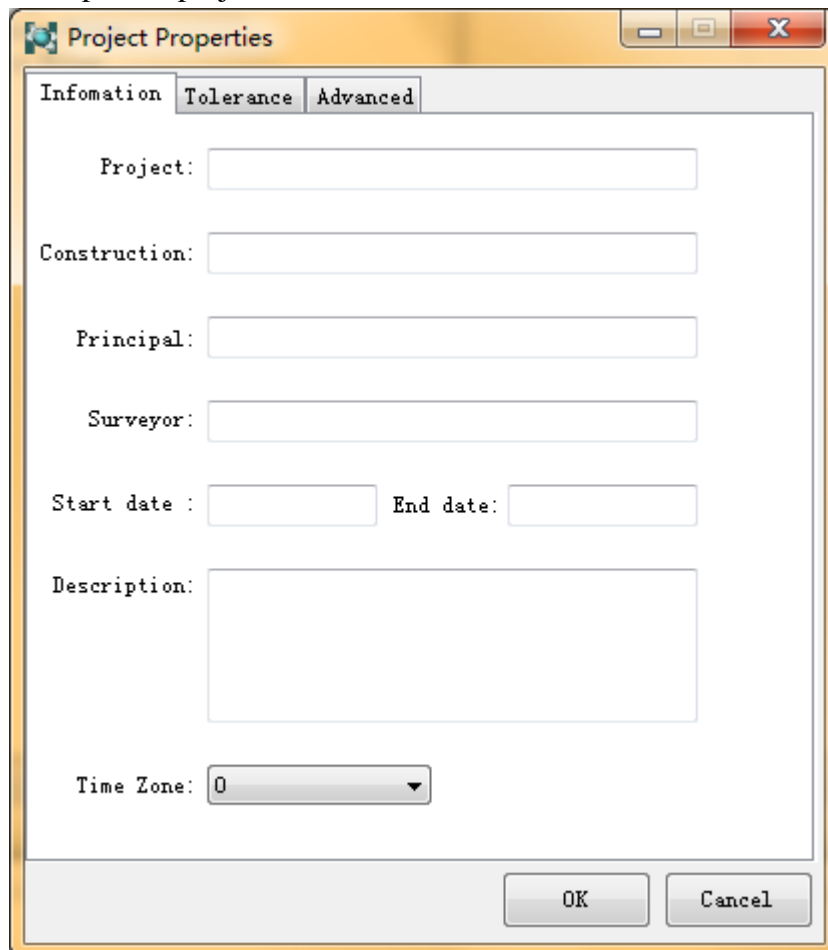 Project Properties
Infomation Tolerance Advanced
Project:
Construction:
Principal:
Surveyor:
Start date : End date:
Description:
Time Zone: 0
OK Cancel